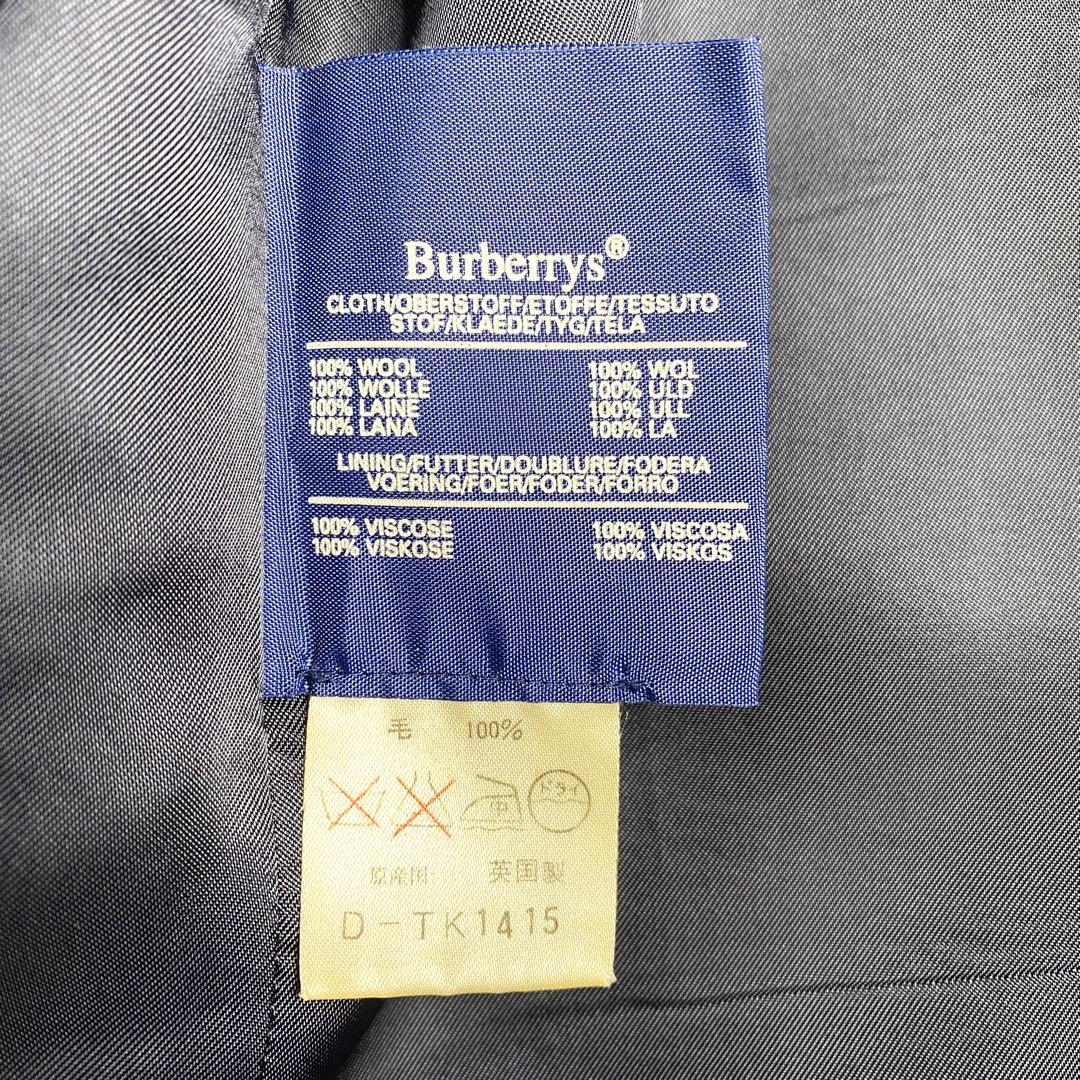 Burberrys®
CLOTH/OBERSTOFF/ETOFFE/TESSUTO
STOF/KLAEDE/TYG/TELA
100% WOOL 100% WOL
100% WOLLE 100% ULD
100% LAINE 100% ULL
100% LANA 100% LA
LINING/FUTTER/DOUBLURE/FODERA
VOERING/FOER/FODER/FORRO
100% VISCOSE 100% VISCOSA
100% VISKOSE 100% VISKOS
毛 100%
中 ドライ
原産国: 英国製
D-TK1415